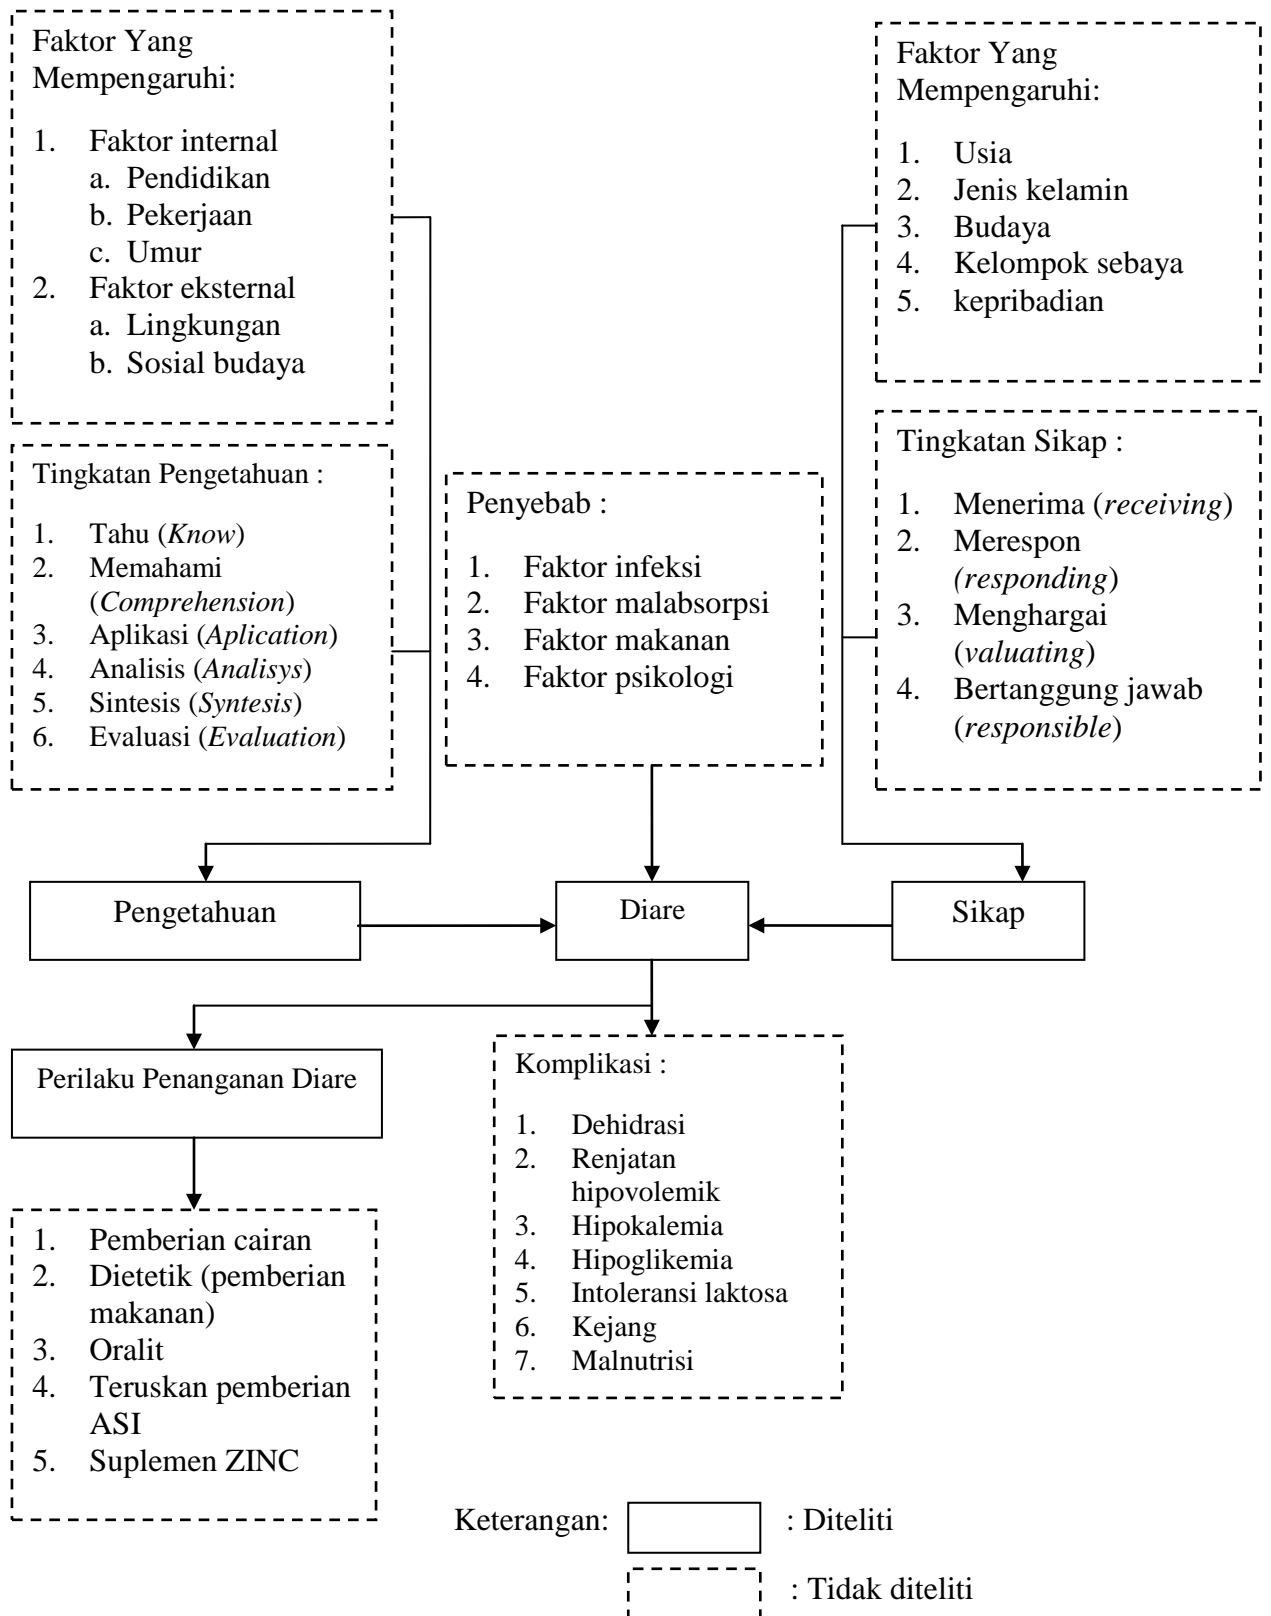 Faktor Yang
Mempengaruhi:
1. Faktor internal
a. Pendidikan
b. Pekerjaan
c. Umur
2. Faktor eksternal
a. Lingkungan
b. Sosial budaya
Faktor Yang
Mempengaruhi:
1. Usia
2. Jenis kelamin
3. Budaya
4. Kelompok sebaya
5. kepribadian
Tingkatan Pengetahuan :
1. Tahu (Know)
2. Memahami
(Comprehension)
3. Aplikasi (Aplication)
4. Analisis (Analisys)
5. Sintesis (Syntesis)
6. Evaluasi (Evaluation)
Penyebab :
1. Faktor infeksi
2. Faktor malabsorpsi
3. Faktor makanan
4. Faktor psikologi
Tingkatan Sikap :
1. Menerima (receiving)
2. Merespon
(responding)
3. Menghargai
(valuating)
4. Bertanggung jawab
(responsible)
Pengetahuan
Diare
Sikap
Perilaku Penanganan Diare
Komplikasi :
1. Dehidrasi
2. Renjatan
hipovolemik
3. Hipokalemia
4. Hipoglikemia
5. Intoleransi laktosa
6. Kejang
7. Malnutrisi
1. Pemberian cairan
2. Dietetik (pemberian
makanan)
3. Oralit
4. Teruskan pemberian
ASI
5. Suplemen ZINC
Keterangan: : Diteliti
: Tidak diteliti